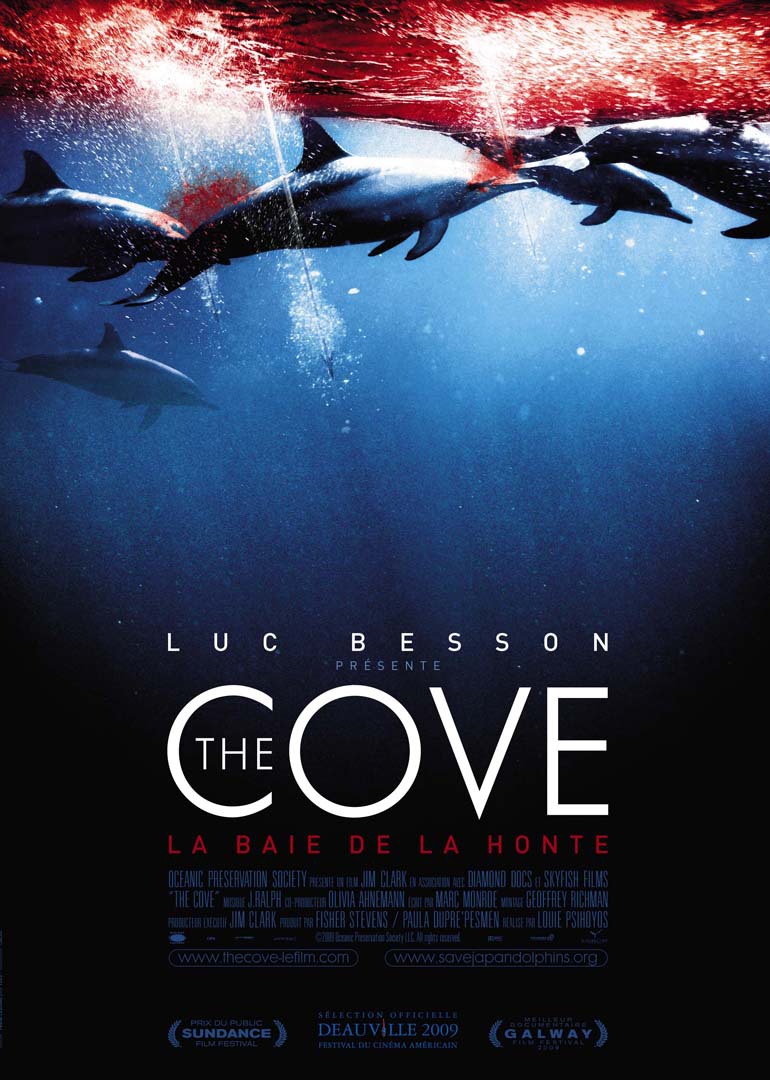 LUC BESSON
PRÉSENTE
THE COVE
LA BAIE DE LA HONTE
OCEANIC PRESERVATION SOCIETY PRÉSENTE UN FILM JIM CLARK EN ASSOCIATION AVEC DIAMOND DOCS ET SKYFISH FILMS
"THE COVE" MUSIQUE J.RALPH CO-PRODUCTEUR OLIVIA AHNEMANN ECRIT PAR MARC MONROE MONTAGE GEOFFREY RICHMAN
PRODUCTEUR EXÉCUTIF JIM CLARK PRODUIT PAR FISHER STEVENS / PAULA DUPRE'PESMEN RÉALISÉ PAR LOUIE PSIHOYOS
©2009 Oceanic Preservation Society LLC. All rights reserved.
www.thecove-lefilm.com www.savejapandolphins.org
PRIX DU PUBLIC
SUNDANCE
FILM FESTIVAL
SÉLECTION OFFICIELLE
DEAUVILLE 2009
FESTIVAL DU CINÉMA AMÉRICAIN
MEILLEUR
DOCUMENTAIRE
GALWAY
FILM FESTIVAL
2009